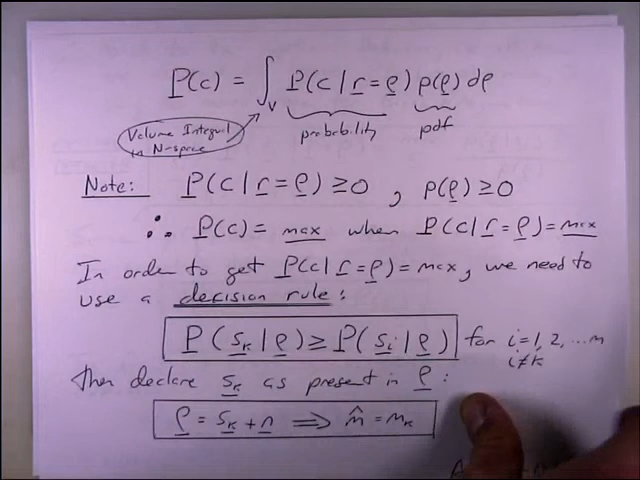 P(c) = ∫_V P(c | r = ρ) p(ρ) dρ
Volume Integral
in N-space
probability
pdf
Note: P(c | r = ρ) ≥ 0 , p(ρ) ≥ 0
∴ P(c) = max when P(c | r = ρ) = max
In order to get P(c | r = ρ) = max, we need to
use a decision rule:
P(s_k | ρ) ≥ P(s_i | ρ) for i = 1, 2, ... m
i ≠ k
Then declare s_k as present in ρ :
ρ = s_k + n ⟹ m̂ = m_k